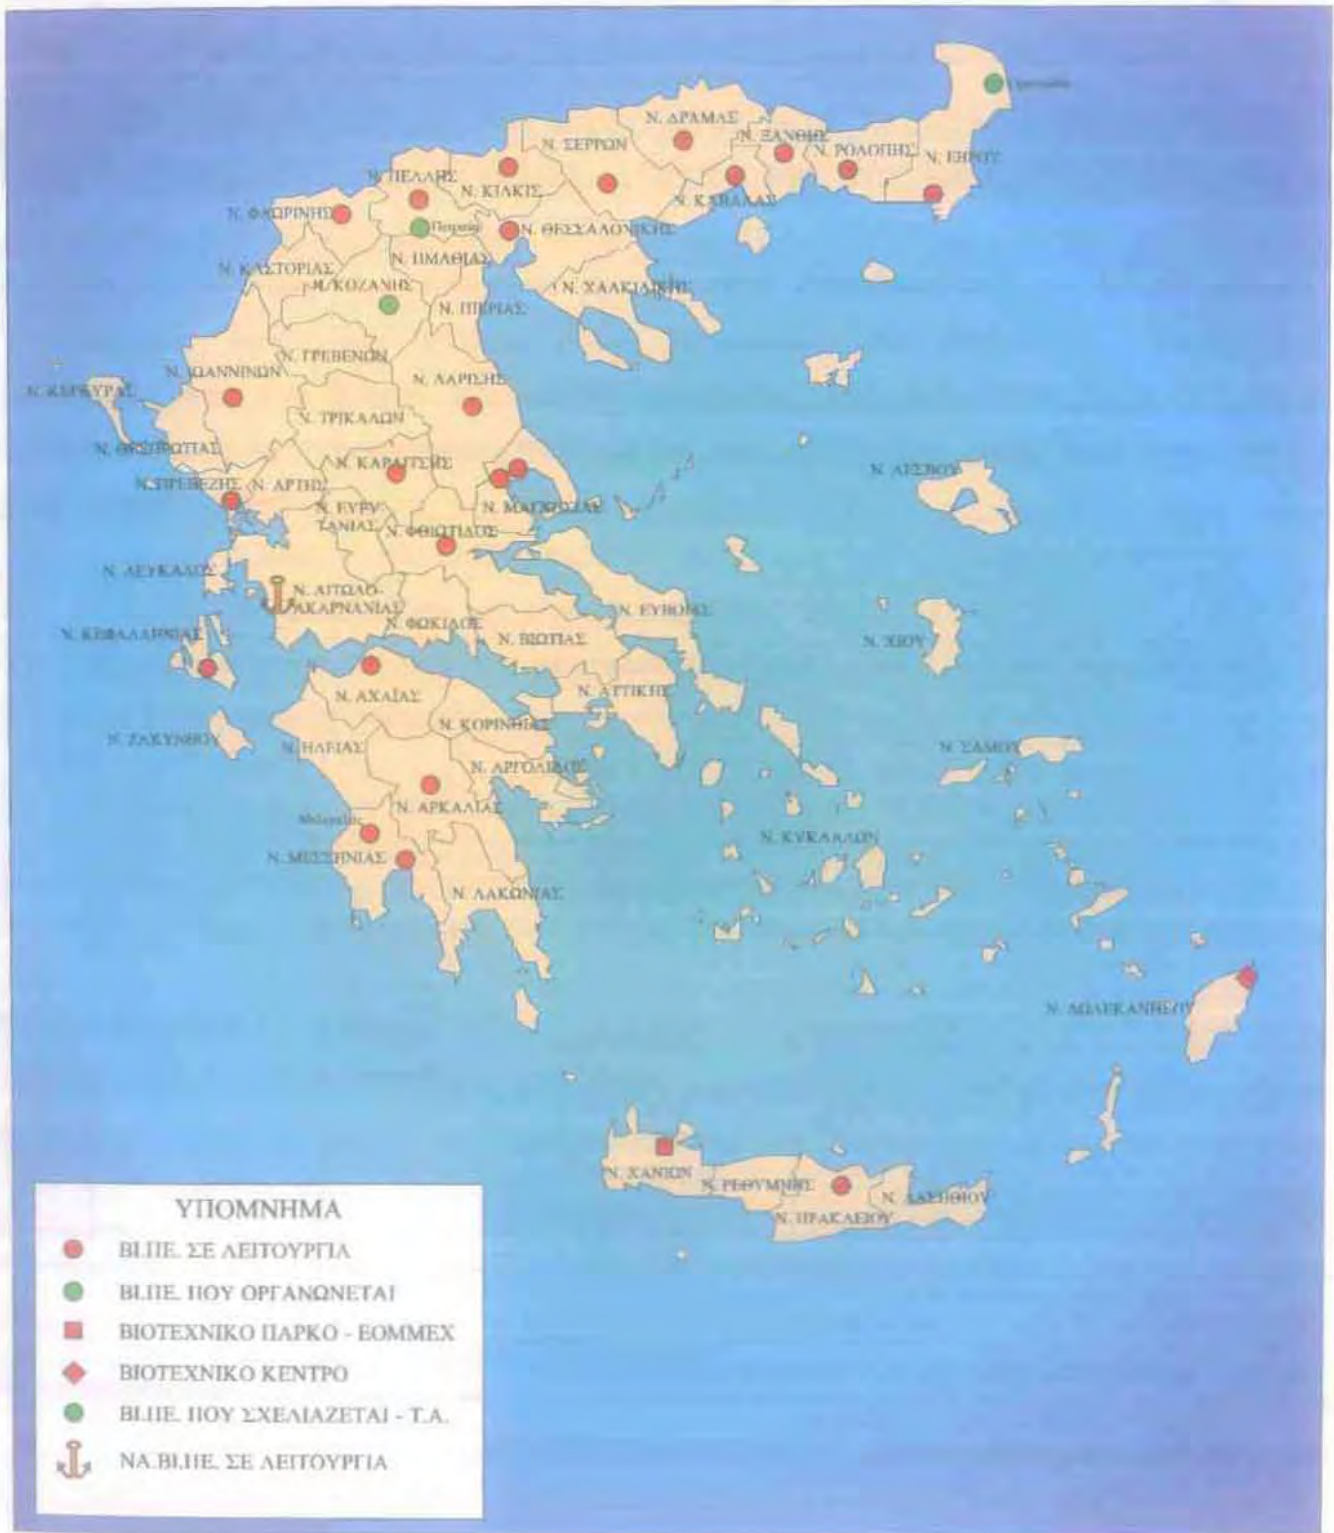 Ν. ΔΡΑΜΑΣ
Ν. ΞΑΝΘΗΣ
Ν. ΣΕΡΡΩΝ
Ν. ΡΟΔΟΠΗΣ
Ν. ΕΒΡΟΥ
Ν. ΠΕΛΛΗΣ
Ν. ΚΙΛΚΙΣ
Ν. ΚΑΒΑΛΑΣ
Ν. ΦΛΩΡΙΝΗΣ
Ν. ΘΕΣΣΑΛΟΝΙΚΗΣ
Ν. ΗΜΑΘΙΑΣ
Ν. ΚΑΣΤΟΡΙΑΣ
Ν. ΚΟΖΑΝΗΣ
Ν. ΧΑΛΚΙΔΙΚΗΣ
Ν. ΠΙΕΡΙΑΣ
Ν. ΓΡΕΒΕΝΩΝ
Ν. ΙΩΑΝΝΙΝΩΝ
Ν. ΛΑΡΙΣΗΣ
Ν. ΚΕΡΚΥΡΑΣ
Ν. ΤΡΙΚΑΛΩΝ
Ν. ΘΕΣΠΡΩΤΙΑΣ
Ν. ΚΑΡΔΙΤΣΗΣ
Ν. ΛΕΣΒΟΥ
Ν. ΠΡΕΒΕΖΗΣ
Ν. ΑΡΤΗΣ
Ν. ΕΥΡΥ
ΤΑΝΙΑΣ
Ν. ΜΑΓΝΗΣΙΑΣ
Ν. ΦΘΙΩΤΙΔΟΣ
Ν. ΛΕΥΚΑΔΟΣ
Ν. ΑΙΤΩΛΟ-
ΑΚΑΡΝΑΝΙΑΣ
Ν. ΕΥΒΟΙΑΣ
Ν. ΦΩΚΙΔΟΣ
Ν. ΚΕΦΑΛΛΗΝΙΑΣ
Ν. ΒΙΩΤΙΑΣ
Ν. ΧΙΟΥ
Ν. ΑΧΑΪΑΣ
Ν. ΑΤΤΙΚΗΣ
Ν. ΚΟΡΙΝΘΙΑΣ
Ν. ΖΑΚΥΝΘΟΥ
Ν. ΗΛΕΙΑΣ
Ν. ΣΑΜΟΥ
Ν. ΑΡΓΟΛΙΔΟΣ
Ν. ΑΡΚΑΔΙΑΣ
Ν. ΚΥΚΛΑΔΩΝ
Ν. ΜΕΣΣΗΝΙΑΣ
Ν. ΛΑΚΩΝΙΑΣ
Ν. ΔΩΔΕΚΑΝΗΣΟΥ
Ν. ΧΑΝΙΩΝ
Ν. ΡΕΘΥΜΝΗΣ
Ν. ΛΑΣΗΘΙΟΥ
Ν. ΗΡΑΚΛΕΙΟΥ
ΥΠΟΜΝΗΜΑ
ΒΙ.ΠΕ. ΣΕ ΛΕΙΤΟΥΡΓΙΑ
ΒΙ.ΠΕ. ΠΟΥ ΟΡΓΑΝΩΝΕΤΑΙ
ΒΙΟΤΕΧΝΙΚΟ ΠΑΡΚΟ - ΕΟΜΜΕΧ
ΒΙΟΤΕΧΝΙΚΟ ΚΕΝΤΡΟ
ΒΙ.ΠΕ. ΠΟΥ ΣΧΕΔΙΑΖΕΤΑΙ - Τ.Α.
ΝΑ.ΒΙ.ΠΕ. ΣΕ ΛΕΙΤΟΥΡΓΙΑ